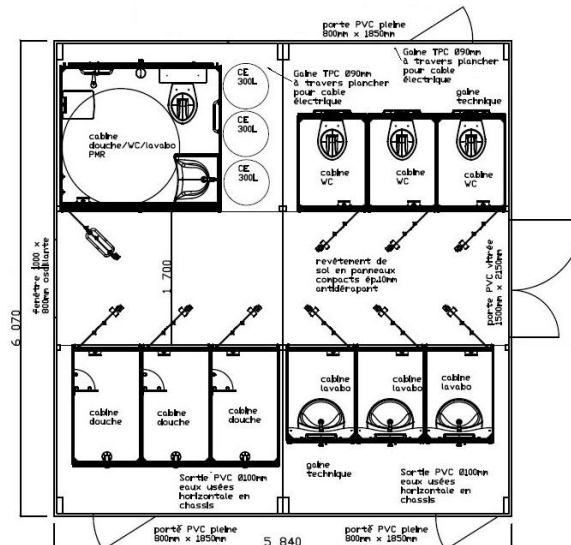 porte PVC pleine
800mm x 1850mm
Gaine TPC Ø90mm
à travers plancher
pour cable
électrique
Gaine TPC Ø90mm
à travers plancher
pour cable
électrique
CE
300L
CE
300L
CE
300L
gaine
technique
cabine
douche/WC/lavabo
PMR
cabine
WC
cabine
WC
cabine
WC
fenêtre 1000 x
800mm oscillante
1 700
revêtement de
sol en panneaux
compacts ép.10mm
antidérapant
porte PVC vitrée
1500mm x 2150mm
6 070
cabine
douche
cabine
douche
cabine
douche
cabine
lavabo
cabine
lavabo
cabine
lavabo
Sortie PVC Ø100mm
eaux usées
horizontale en
chassis
gaine
technique
Sortie PVC Ø100mm
eaux usées
horizontale en
chassis
porte PVC pleine
800mm x 1850mm
5 840
porte PVC pleine
800mm x 1850mm